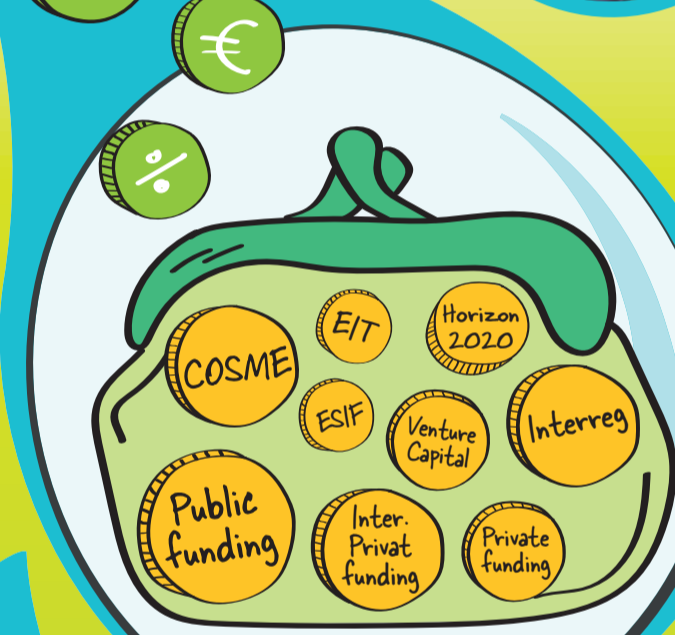 €
%
EIT
Horizon
2020
COSME
ESIF
Venture
Capital
Interreg
Public
funding
Inter.
Privat
funding
Private
funding